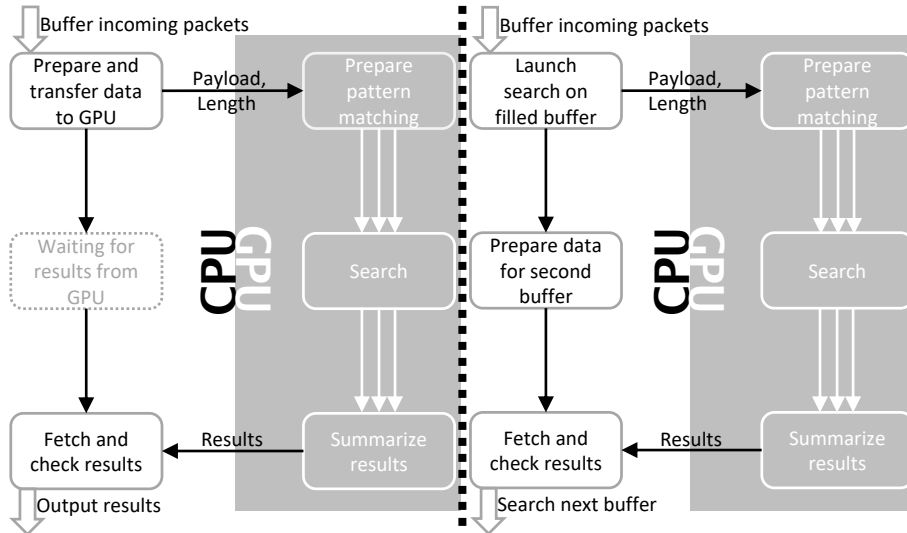 Buffer incoming packets
Prepare and
transfer data
to GPU
Payload,
Length
Prepare
pattern
matching
Waiting for
results from
GPU
CPU
GPU
Search
Fetch and
check results
Results
Summarize
results
Output results
Buffer incoming packets
Launch
search on
filled buffer
Payload,
Length
Prepare
pattern
matching
Prepare data
for second
buffer
CPU
GPU
Search
Fetch and
check results
Results
Summarize
results
Search next buffer